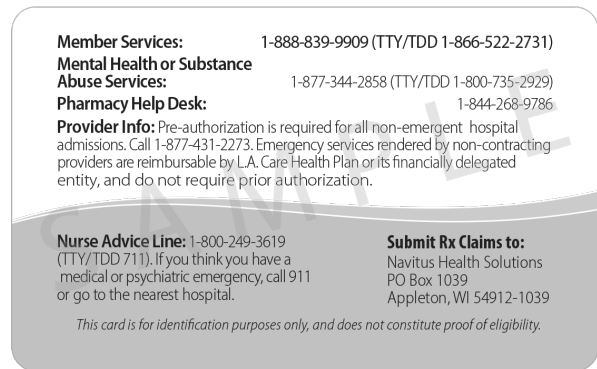 Member Services: 1-888-839-9909 (TTY/TDD 1-866-522-2731)
Mental Health or Substance
Abuse Services: 1-877-344-2858 (TTY/TDD 1-800-735-2929)
Pharmacy Help Desk: 1-844-268-9786
Provider Info: Pre-authorization is required for all non-emergent hospital
admissions. Call 1-877-431-2273. Emergency services rendered by non-contracting
providers are reimbursable by L.A. Care Health Plan or its financially delegated
entity, and do not require prior authorization.
SAMPLE
Nurse Advice Line: 1-800-249-3619
(TTY/TDD 711). If you think you have a
medical or psychiatric emergency, call 911
or go to the nearest hospital.
Submit Rx Claims to:
Navitus Health Solutions
PO Box 1039
Appleton, WI 54912-1039
This card is for identification purposes only, and does not constitute proof of eligibility.